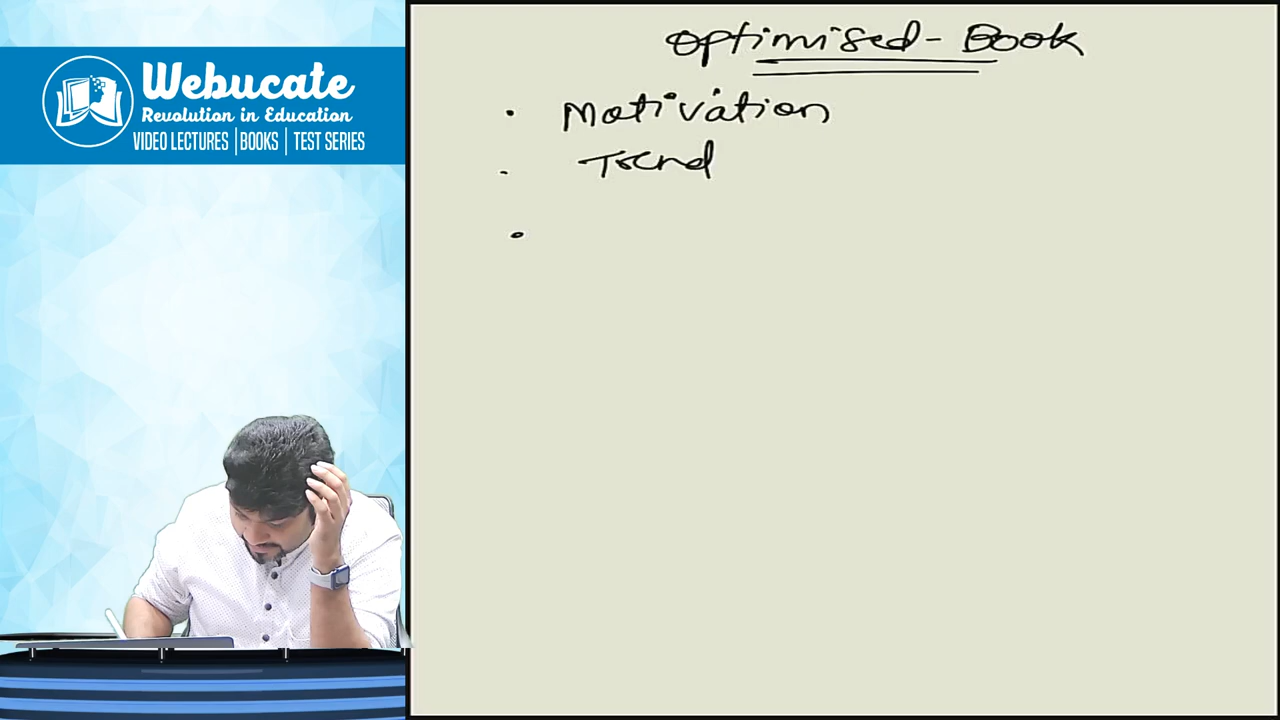 Webucate
Revolution in Education
VIDEO LECTURES | BOOKS | TEST SERIES
Optimised - Book
• Motivation
• Trend
•